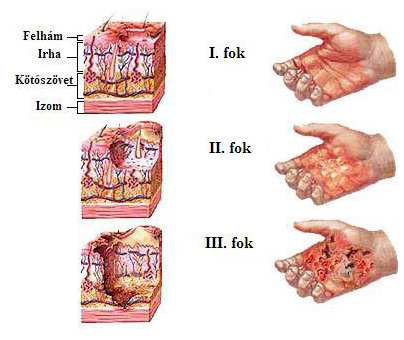 Felhám
Irha
Kötőszövet
Izom
I. fok
II. fok
III. fok